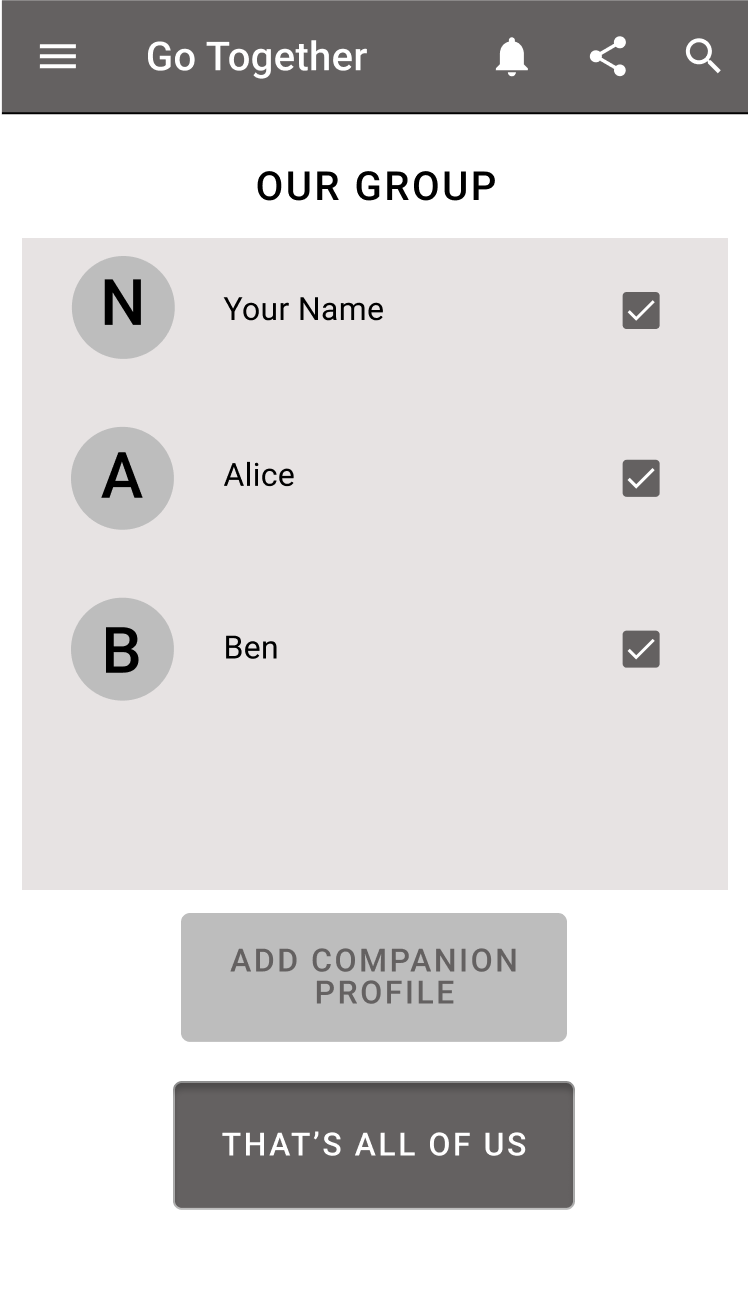 Go Together
OUR GROUP
N
Your Name
A
Alice
B
Ben
ADD COMPANION
PROFILE
THAT’S ALL OF US